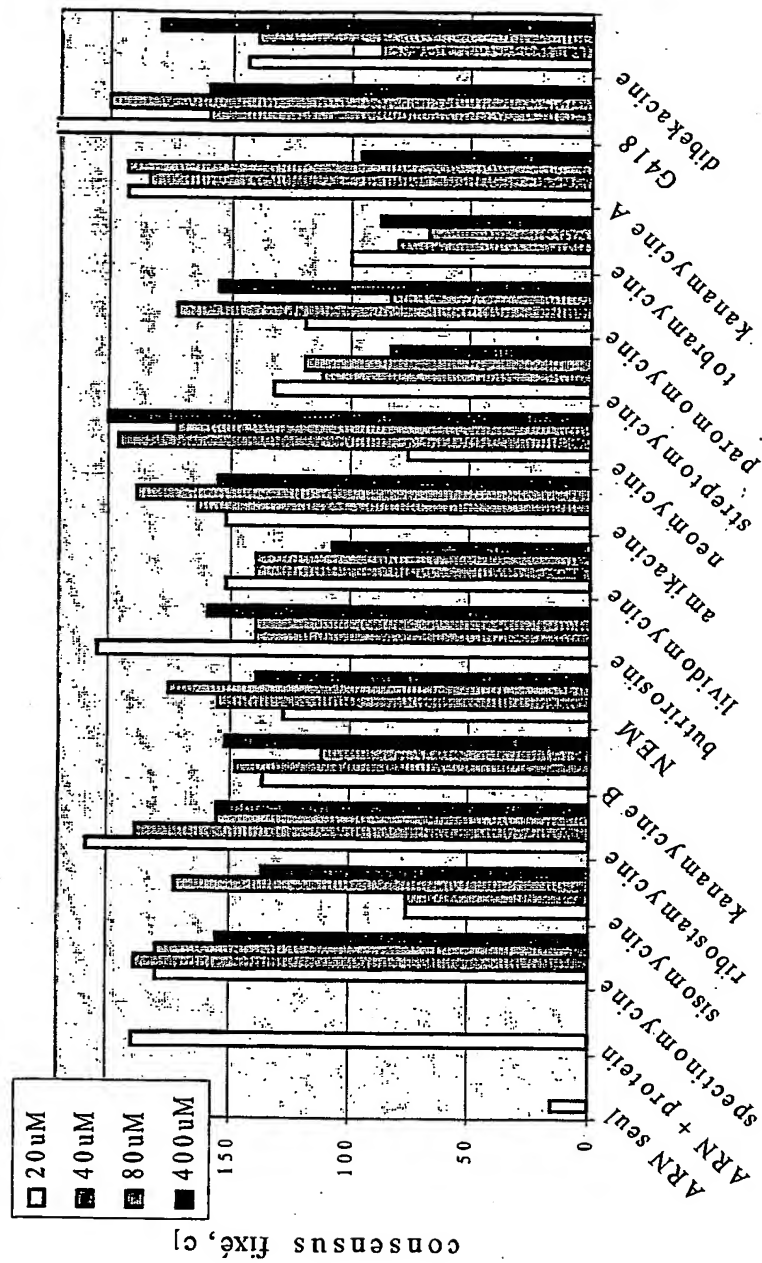 20uM
40uM
80uM
400uM
consensus fixé, c]
150
100
50
0
ARN seul
ARN + protein
spectinomycine
sisomycine
ribostamycine
kanamycine B
NEM
butrirosine
lividomycine
amikacine
neomycine
streptomycine
paromomycine
tobramycine
kanamycine A
G418
dibekacine